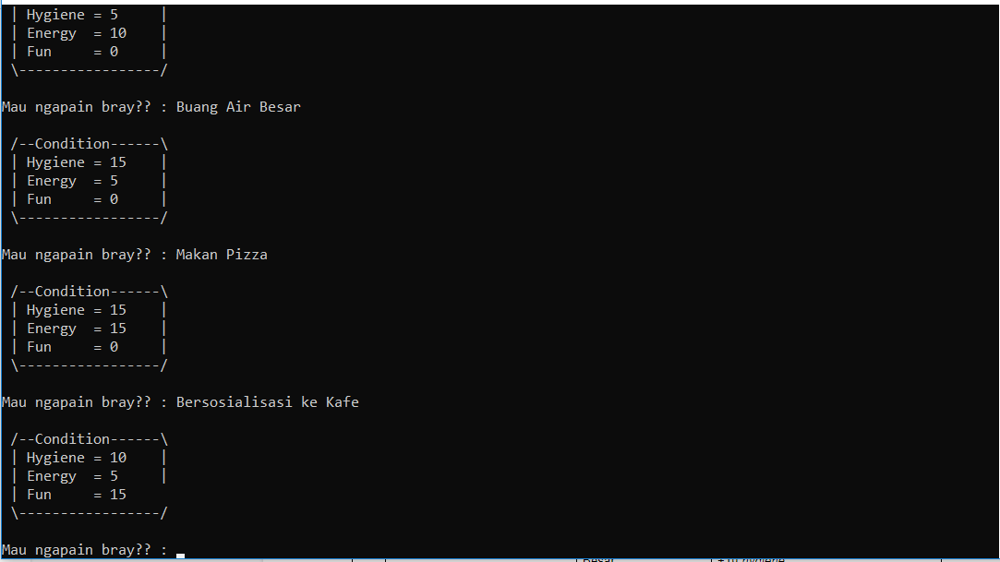 | Hygiene = 5     |
| Energy  = 10    |
| Fun     = 0     |
\-----------------/
Mau ngapain bray?? : Buang Air Besar
/--Condition------\
| Hygiene = 15    |
| Energy  = 5     |
| Fun     = 0     |
\-----------------/
Mau ngapain bray?? : Makan Pizza
/--Condition------\
| Hygiene = 15    |
| Energy  = 15    |
| Fun     = 0     |
\-----------------/
Mau ngapain bray?? : Bersosialisasi ke Kafe
/--Condition------\
| Hygiene = 10    |
| Energy  = 5     |
| Fun     = 15
\-----------------/
Mau ngapain bray?? :